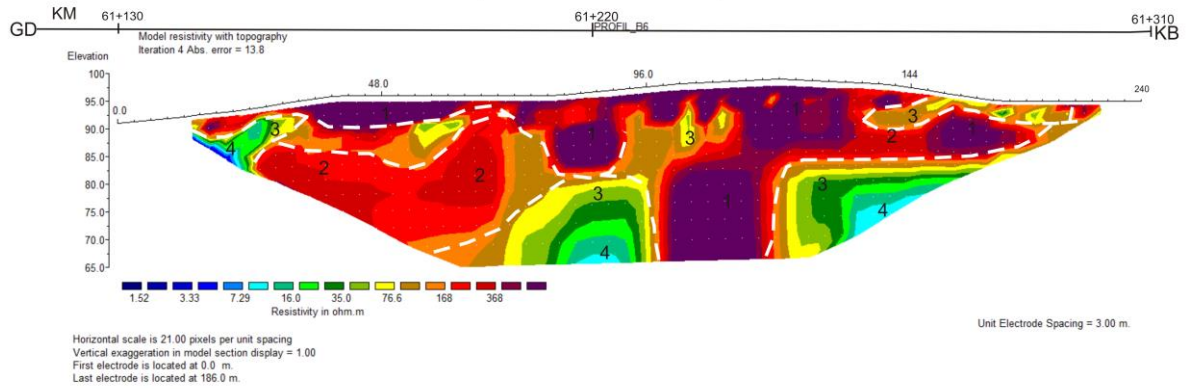 KM
61+130 61+220 61+310
GD PROFIL_B6 KB
Model resistivity with topography
Iteration 4 Abs. error = 13.8
Elevation
0.0 48.0 96.0 144 240
100
95.0
90.0
85.0
80.0
75.0
70.0
65.0
1 1 1 3 3 4 2 3 1 2 1
2 3 1 3 4 4
1.52 3.33 7.29 16.0 35.0 76.6 168 368
Resistivity in ohm.m
Unit Electrode Spacing = 3.00 m.
Horizontal scale is 21.00 pixels per unit spacing
Vertical exaggeration in model section display = 1.00
First electrode is located at 0.0 m.
Last electrode is located at 186.0 m.